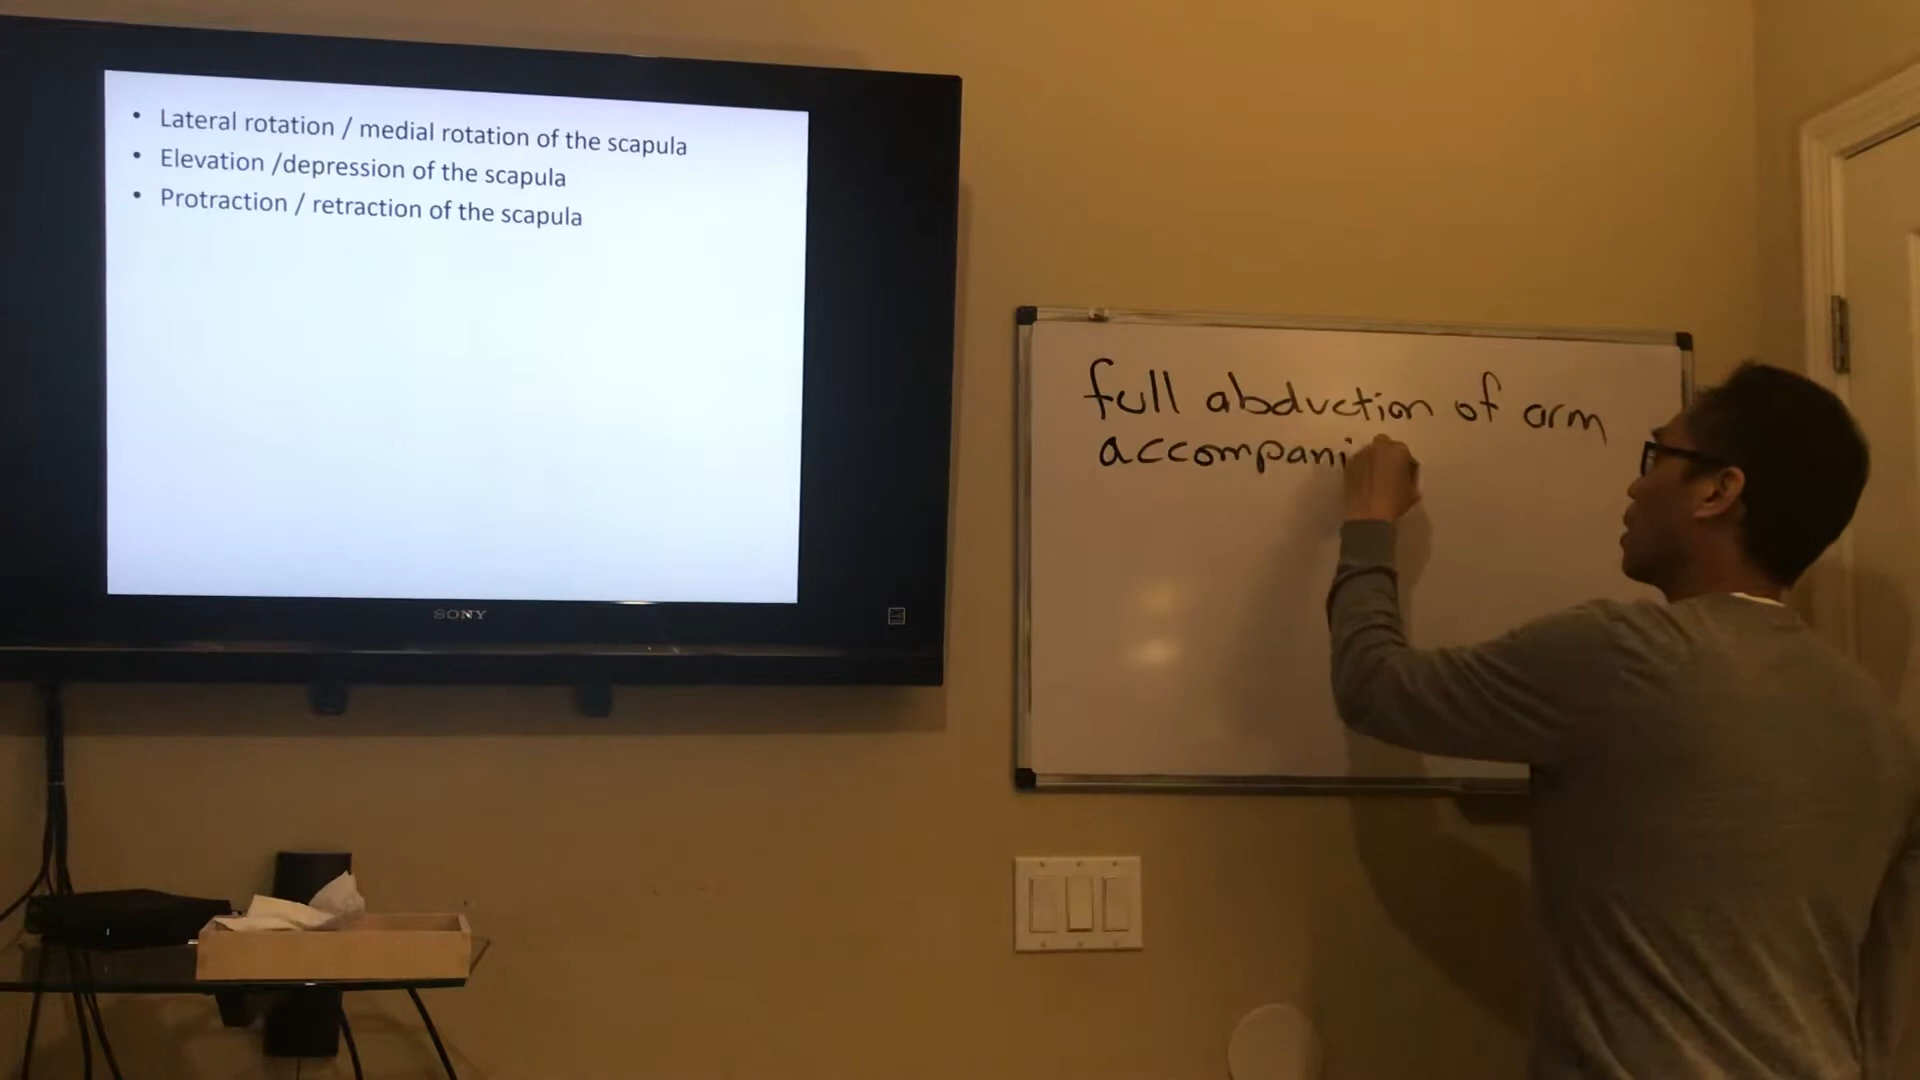 • Lateral rotation / medial rotation of the scapula
• Elevation /depression of the scapula
• Protraction / retraction of the scapula
SONY
full abduction of arm
accompani